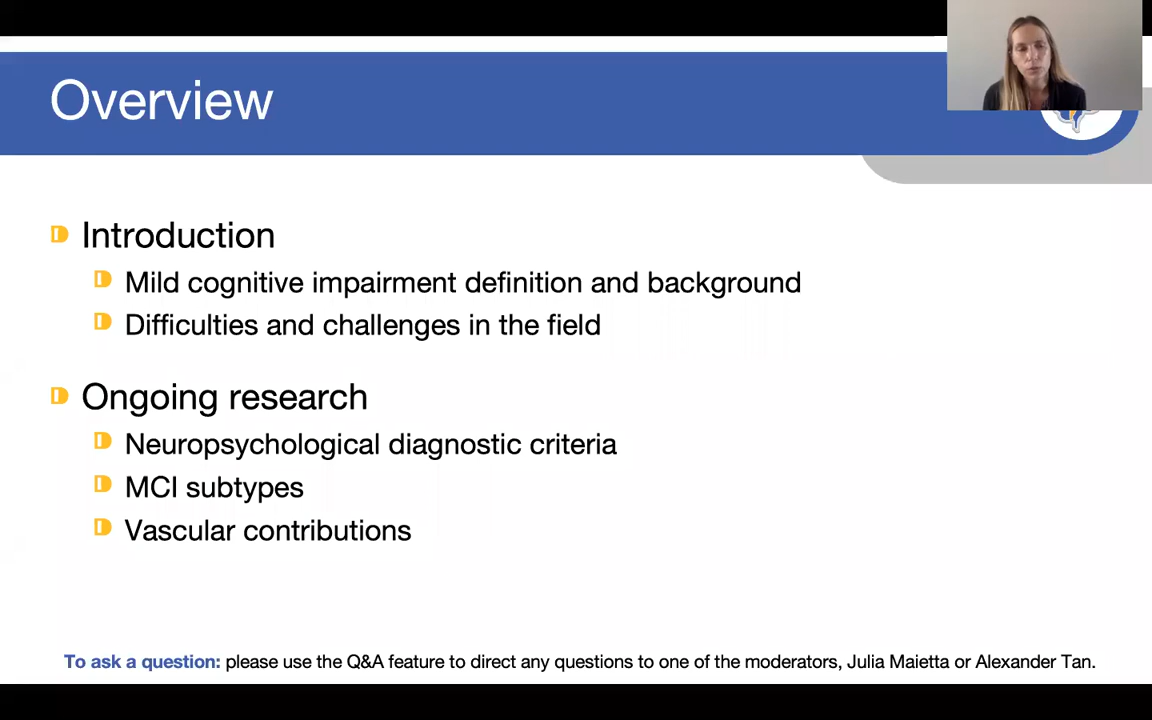 Overview
Introduction
Mild cognitive impairment definition and background
Difficulties and challenges in the field
Ongoing research
Neuropsychological diagnostic criteria
MCI subtypes
Vascular contributions
To ask a question: please use the Q&A feature to direct any questions to one of the moderators, Julia Maietta or Alexander Tan.